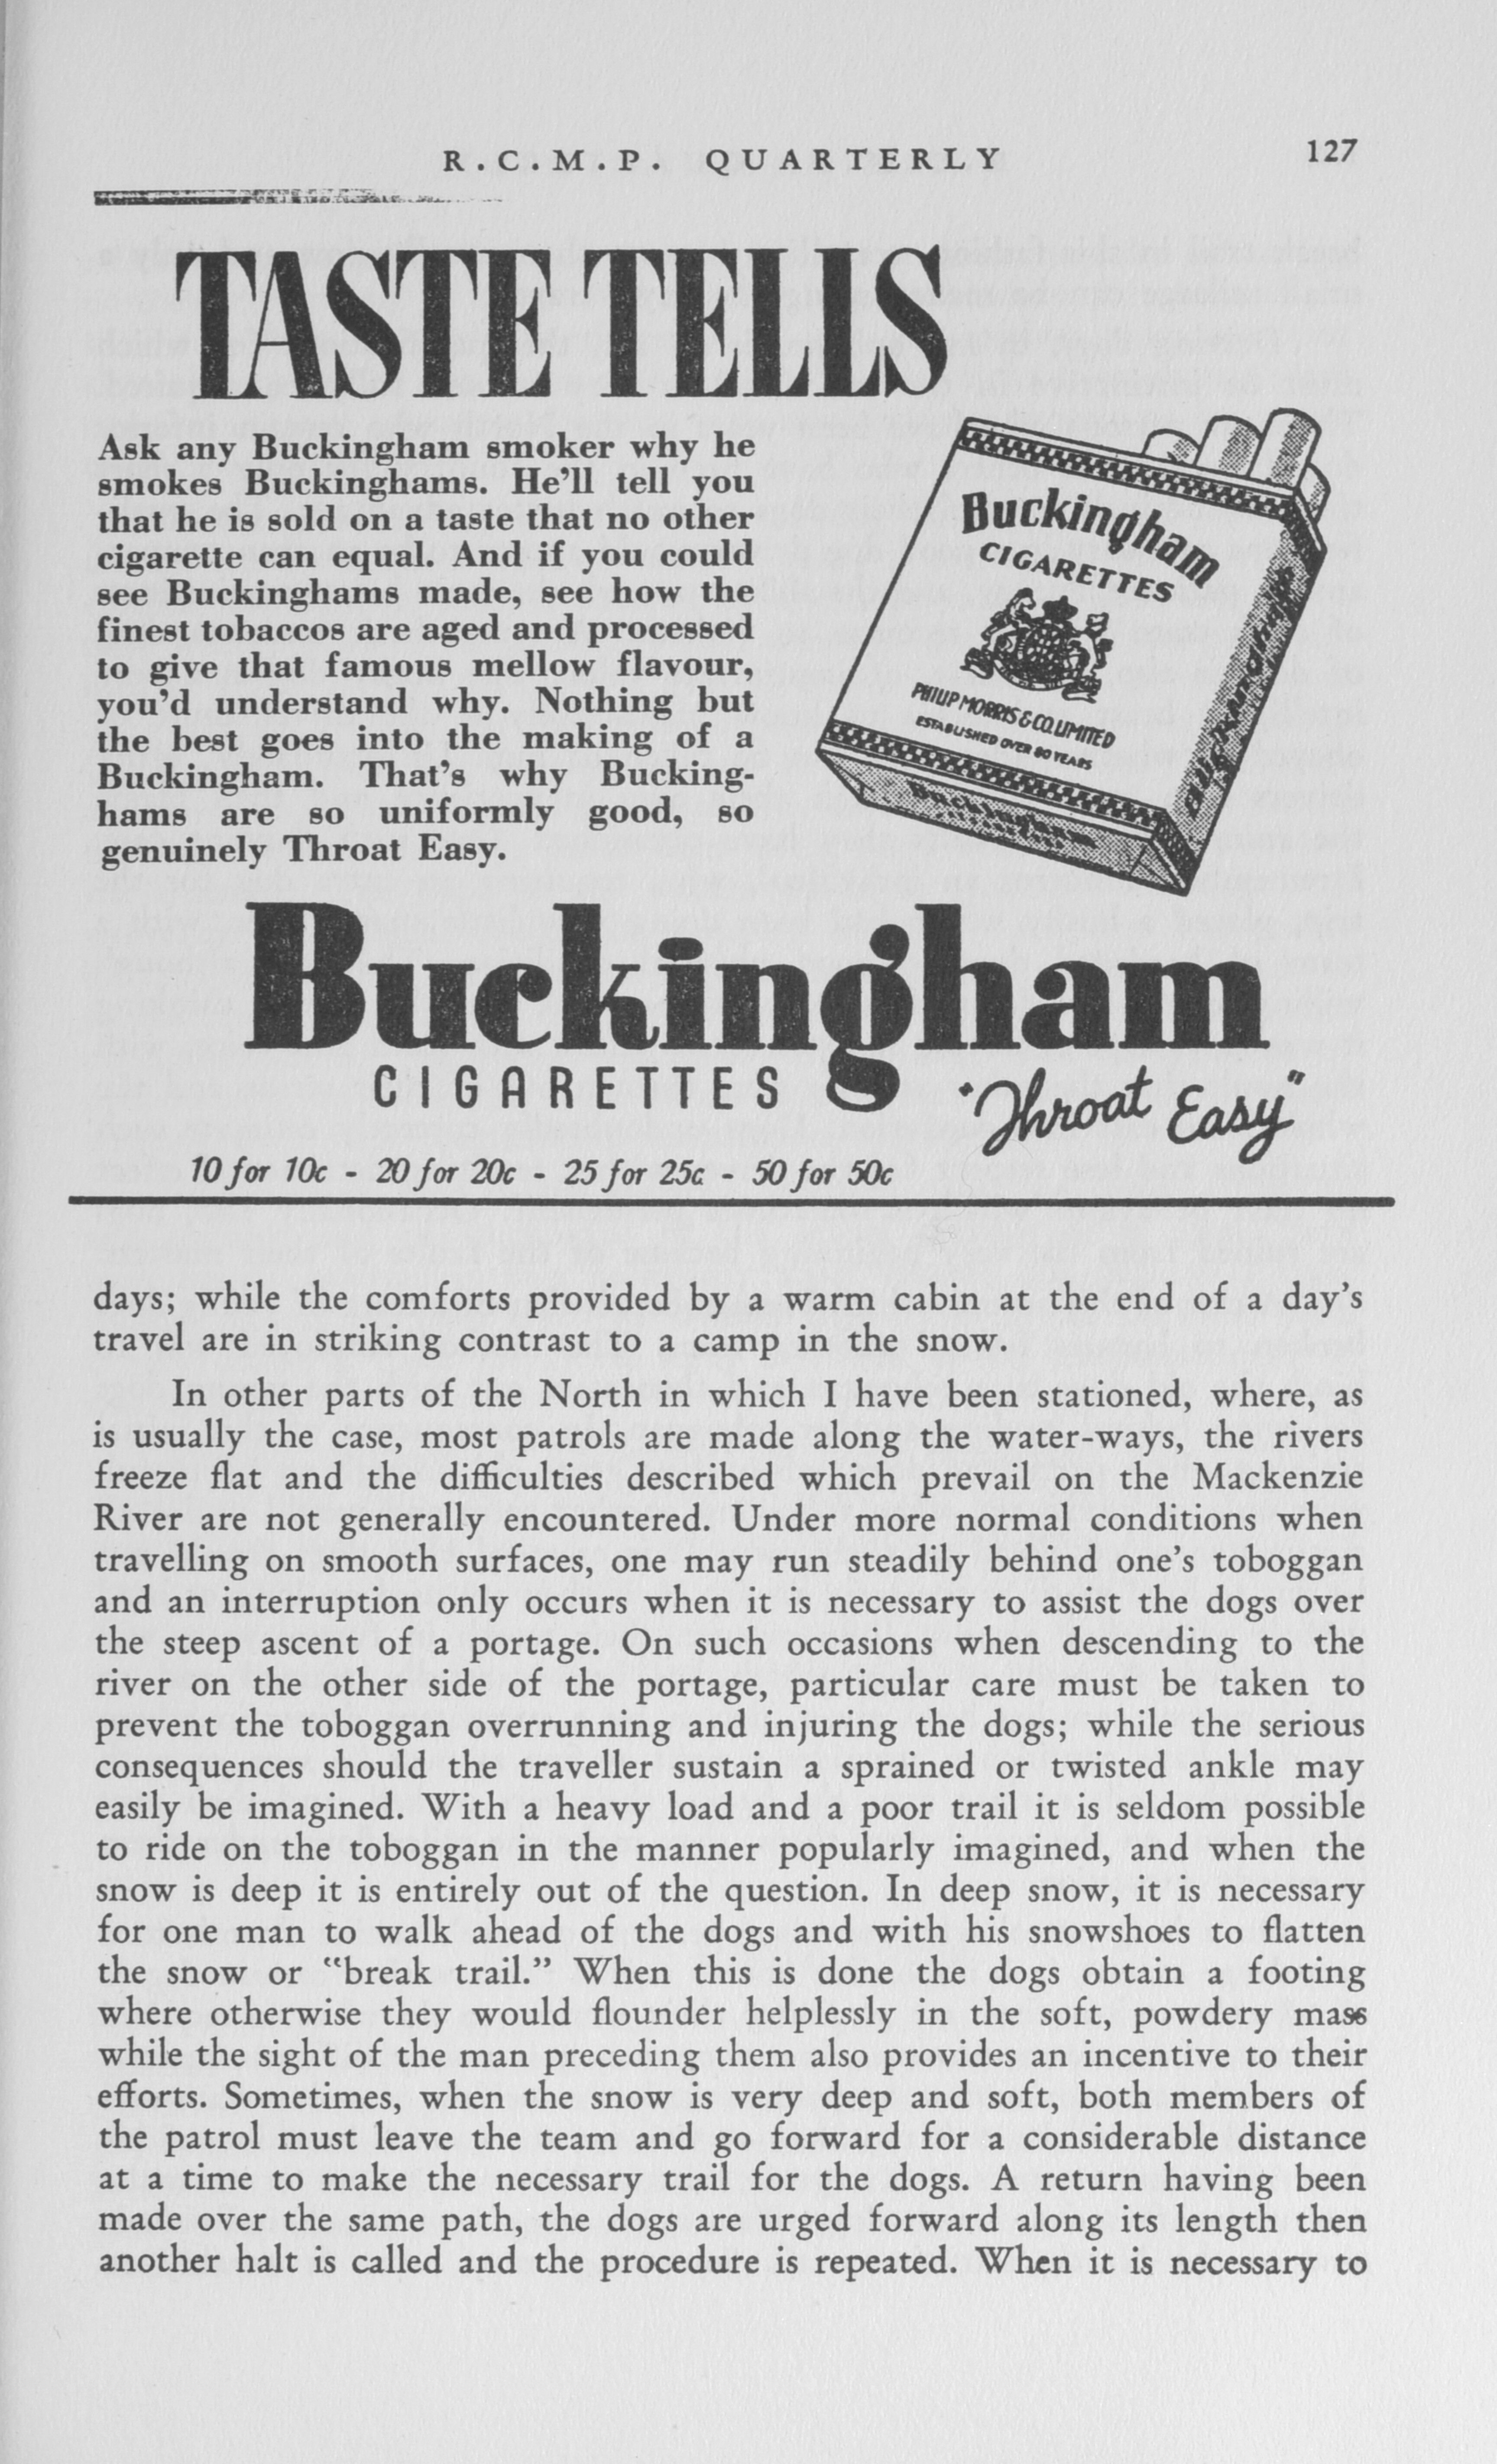 R.C.M.P. QUARTERLY 127
TASTE TELLS
Ask any Buckingham smoker why he
smokes Buckinghams. He'll tell you
that he is sold on a taste that no other
cigarette can equal. And if you could
see Buckinghams made, see how the
finest tobaccos are aged and processed
to give that famous mellow flavour,
you'd understand why. Nothing but
the best goes into the making of a
Buckingham. That's why Bucking-
hams are so uniformly good, so
genuinely Throat Easy.
Buckingham
CIGARETTES
PHILIP MORRIS & CO. LIMITED
ESTABLISHED OVER 80 YEARS
Buckingham
Buckingham
Buckingham
CIGARETTES
"Throat Easy"
10 for 10c - 20 for 20c - 25 for 25c - 50 for 50c
days; while the comforts provided by a warm cabin at the end of a day's
travel are in striking contrast to a camp in the snow.
In other parts of the North in which I have been stationed, where, as
is usually the case, most patrols are made along the water-ways, the rivers
freeze flat and the difficulties described which prevail on the Mackenzie
River are not generally encountered. Under more normal conditions when
travelling on smooth surfaces, one may run steadily behind one's toboggan
and an interruption only occurs when it is necessary to assist the dogs over
the steep ascent of a portage. On such occasions when descending to the
river on the other side of the portage, particular care must be taken to
prevent the toboggan overrunning and injuring the dogs; while the serious
consequences should the traveller sustain a sprained or twisted ankle may
easily be imagined. With a heavy load and a poor trail it is seldom possible
to ride on the toboggan in the manner popularly imagined, and when the
snow is deep it is entirely out of the question. In deep snow, it is necessary
for one man to walk ahead of the dogs and with his snowshoes to flatten
the snow or "break trail." When this is done the dogs obtain a footing
where otherwise they would flounder helplessly in the soft, powdery mass
while the sight of the man preceding them also provides an incentive to their
efforts. Sometimes, when the snow is very deep and soft, both members of
the patrol must leave the team and go forward for a considerable distance
at a time to make the necessary trail for the dogs. A return having been
made over the same path, the dogs are urged forward along its length then
another halt is called and the procedure is repeated. When it is necessary to